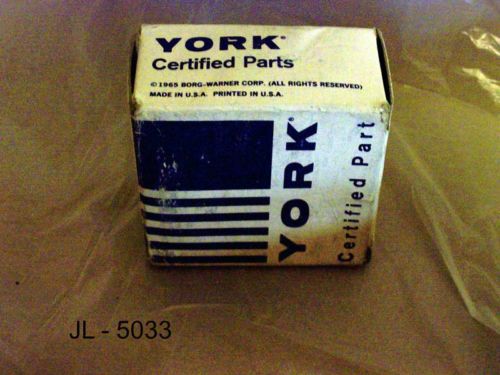 YORK
Certified Parts
© 1965 BORG-WARNER CORP. (ALL RIGHTS RESERVED)
MADE IN U.S.A. PRINTED IN U.S.A.
YORK
Certified Part
JL - 5033